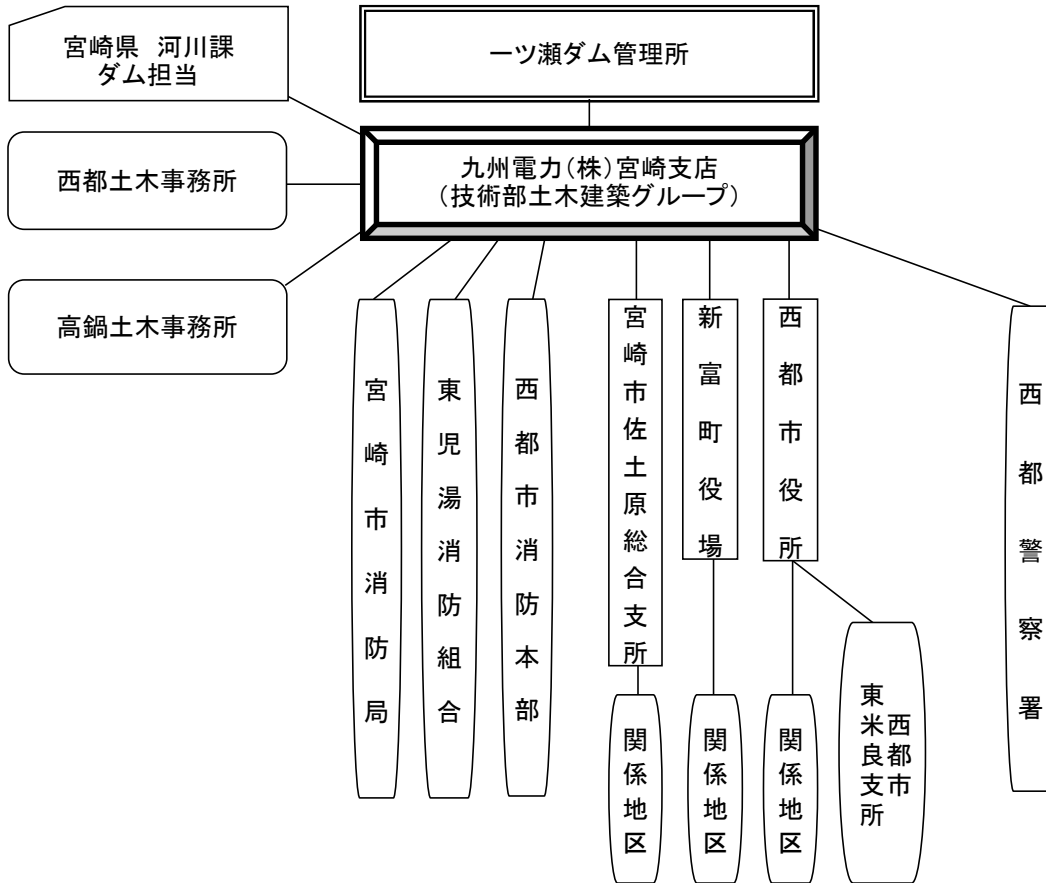 宮崎県　河川課
ダム担当
一ツ瀬ダム管理所
西都土木事務所
九州電力(株)宮崎支店
(技術部土木建築グループ)
高鍋土木事務所
宮崎市消防局
東児湯消防組合
西都市消防本部
宮崎市佐土原総合支所
新富町役場
西都市役所
西都警察署
関係地区
関係地区
関係地区
西都市
東米良支所